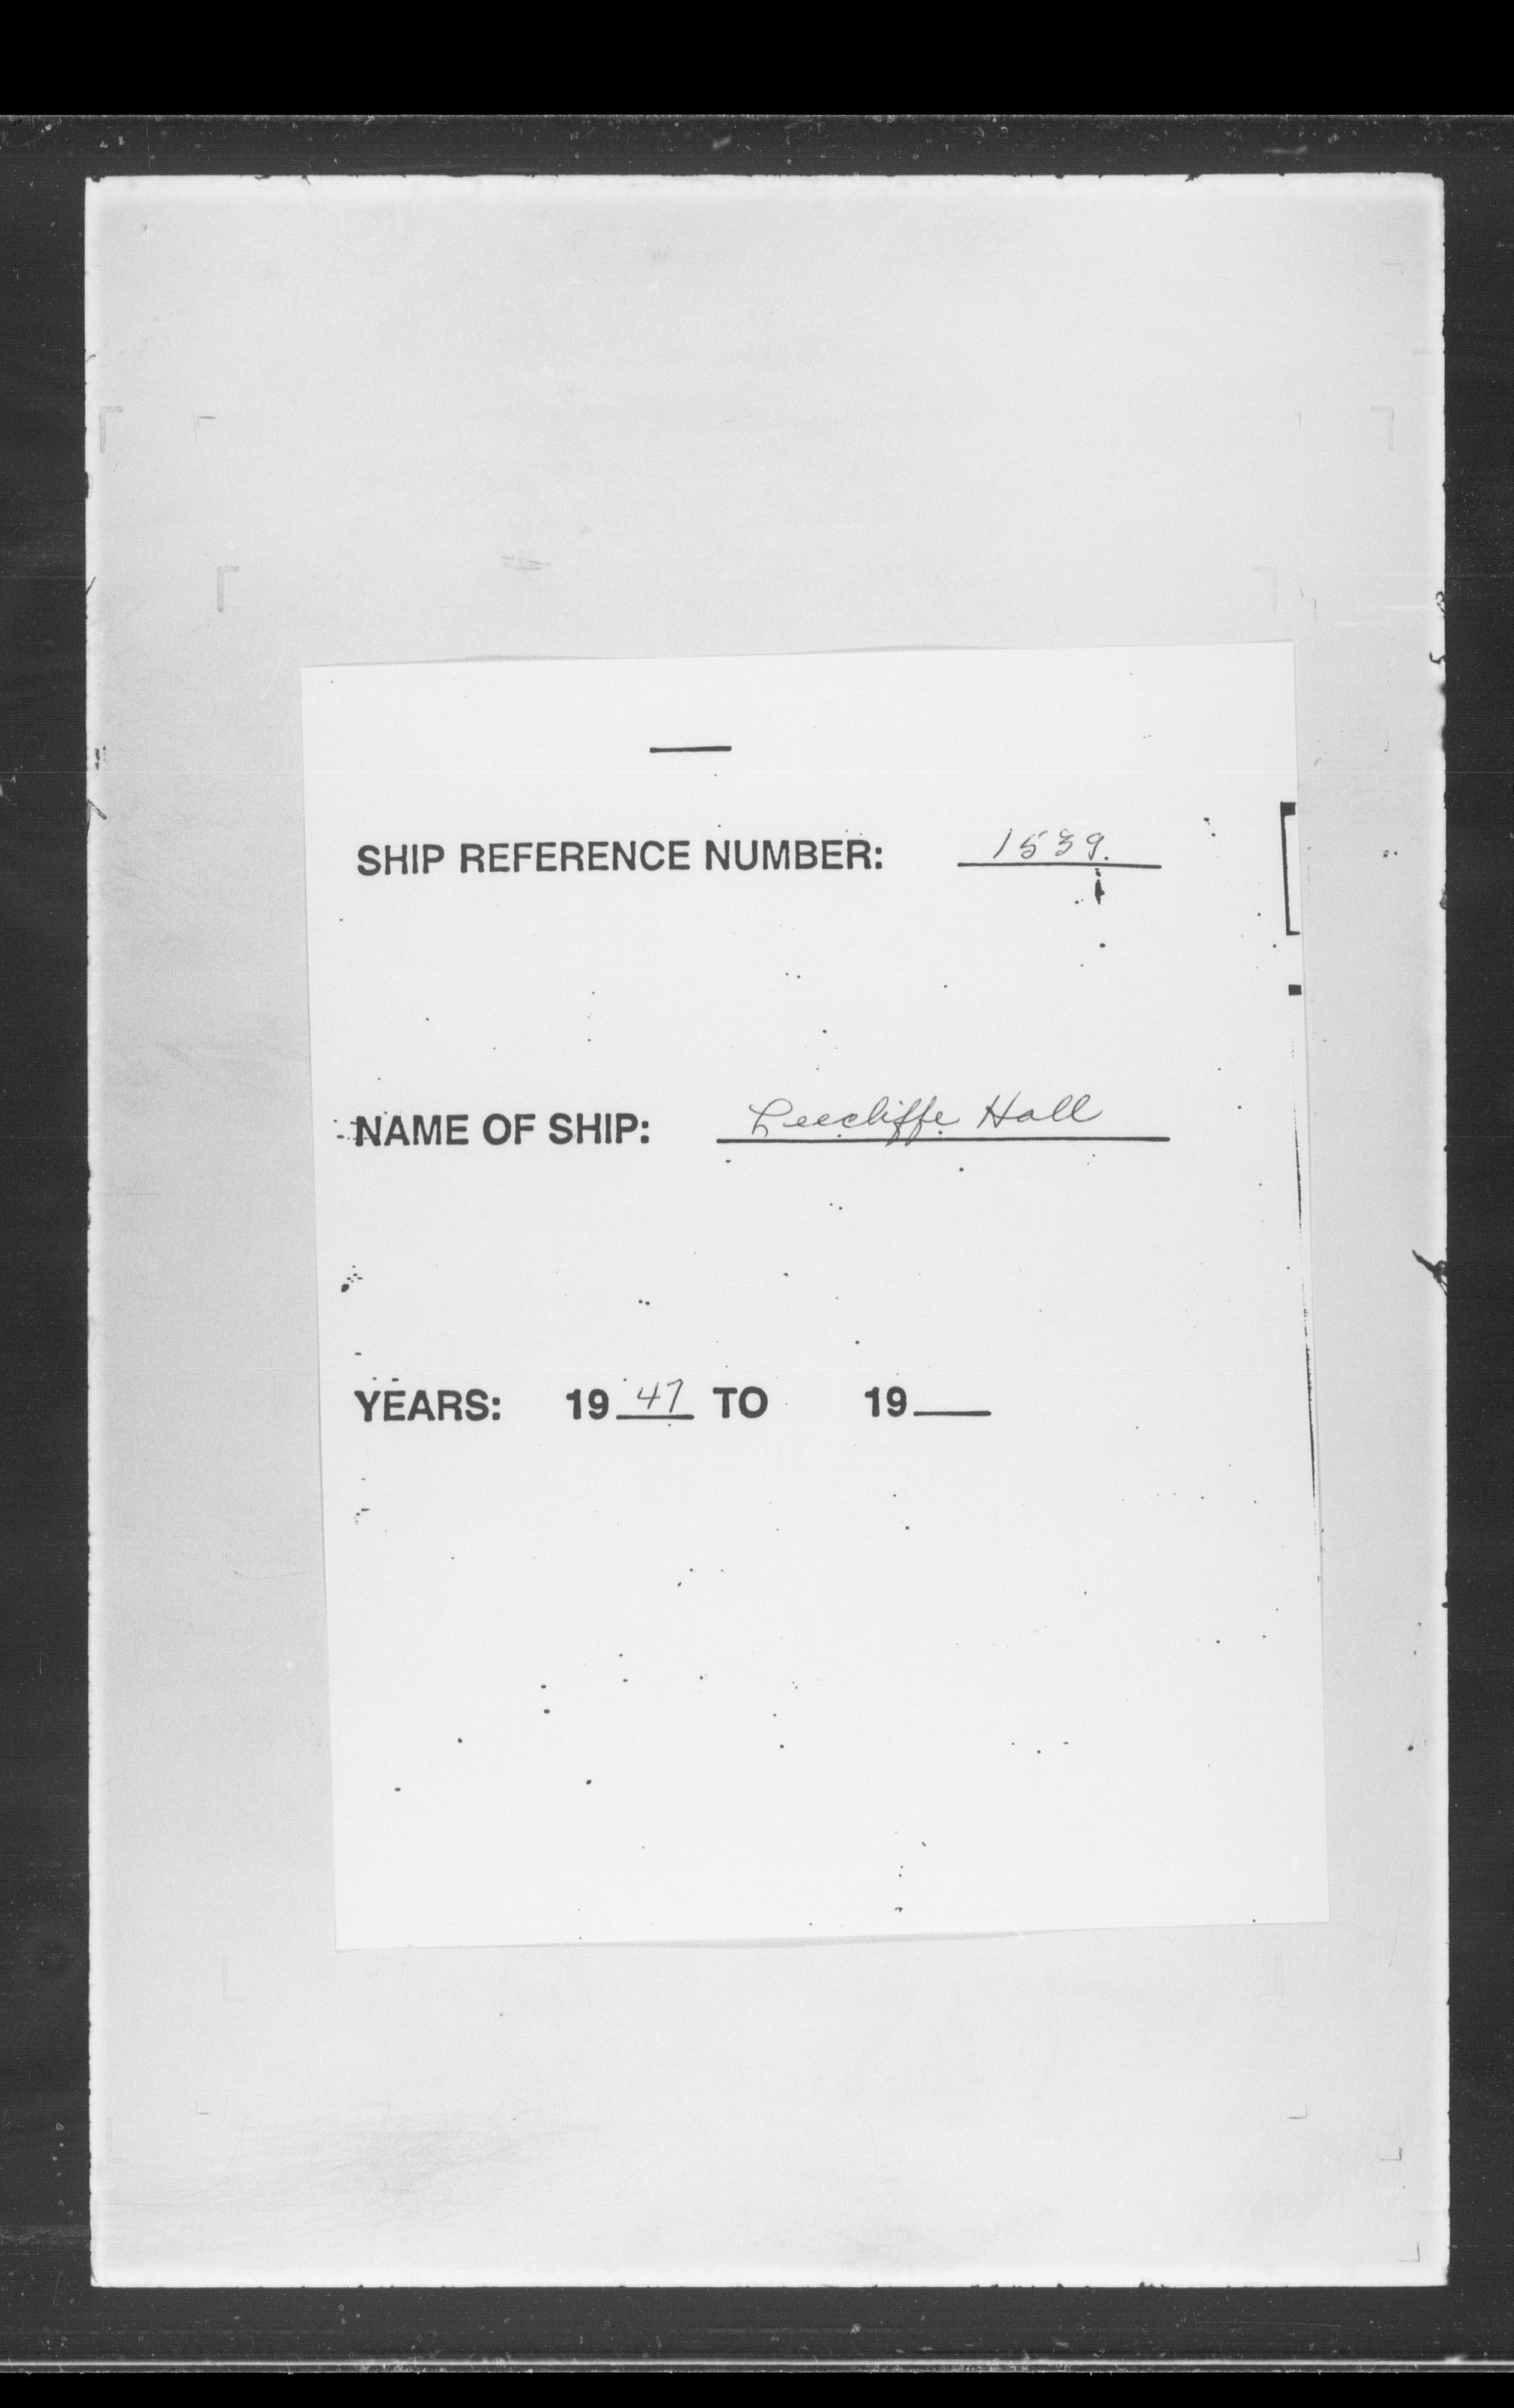 SHIP REFERENCE NUMBER: 1539.
NAME OF SHIP: Leecliffe Hall
YEARS: 19 47 TO 19